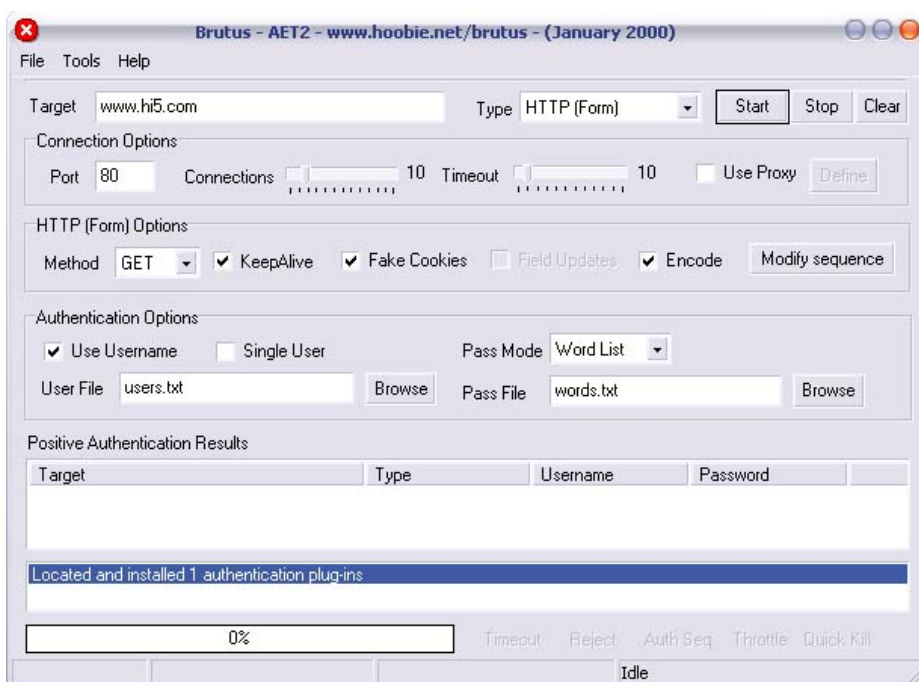 Brutus - AET2 - www.hoobie.net/brutus - (January 2000)
File Tools Help
Target www.hi5.com Type HTTP (Form) Start Stop Clear
Connection Options
Port 80 Connections 10 Timeout 10 Use Proxy Define
HTTP (Form) Options
Method GET KeepAlive Fake Cookies Field Updates Encode Modify sequence
Authentication Options
Use Username Single User Pass Mode Word List
User File users.txt Browse Pass File words.txt Browse
Positive Authentication Results
Target Type Username Password
Located and installed 1 authentication plug-ins
0% Timeout Reject Auth Seq Throttle Quick Kill
Idle